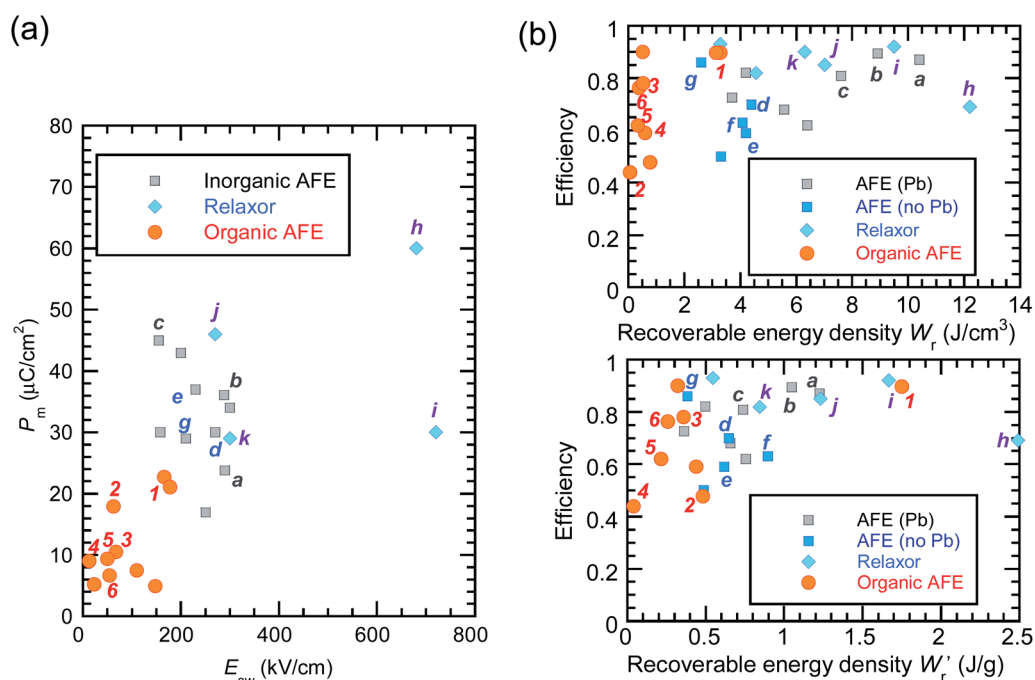 (a)
80
70
60
50
40
30
20
10
0
P_m (μC/cm²)
Inorganic AFE
Relaxor
Organic AFE
h
j
c
b
e
g
d
k
i
a
1
2
4 5 3
6
0 200 400 600 800
E_sw (kV/cm)
(b)
1
0.8
0.6
0.4
0.2
0
Efficiency
g
1
k
j
c
b
i
a
h
3
6
5
4
2
d
f
e
AFE (Pb)
AFE (no Pb)
Relaxor
Organic AFE
0 2 4 6 8 10 12 14
Recoverable energy density W_r (J/cm³)
1
0.8
0.6
0.4
0.2
0
Efficiency
g
6
3
5
4
2
d
e
f
c
k
b
a
j
i
1
h
AFE (Pb)
AFE (no Pb)
Relaxor
Organic AFE
0 0.5 1 1.5 2 2.5
Recoverable energy density W_r' (J/g)